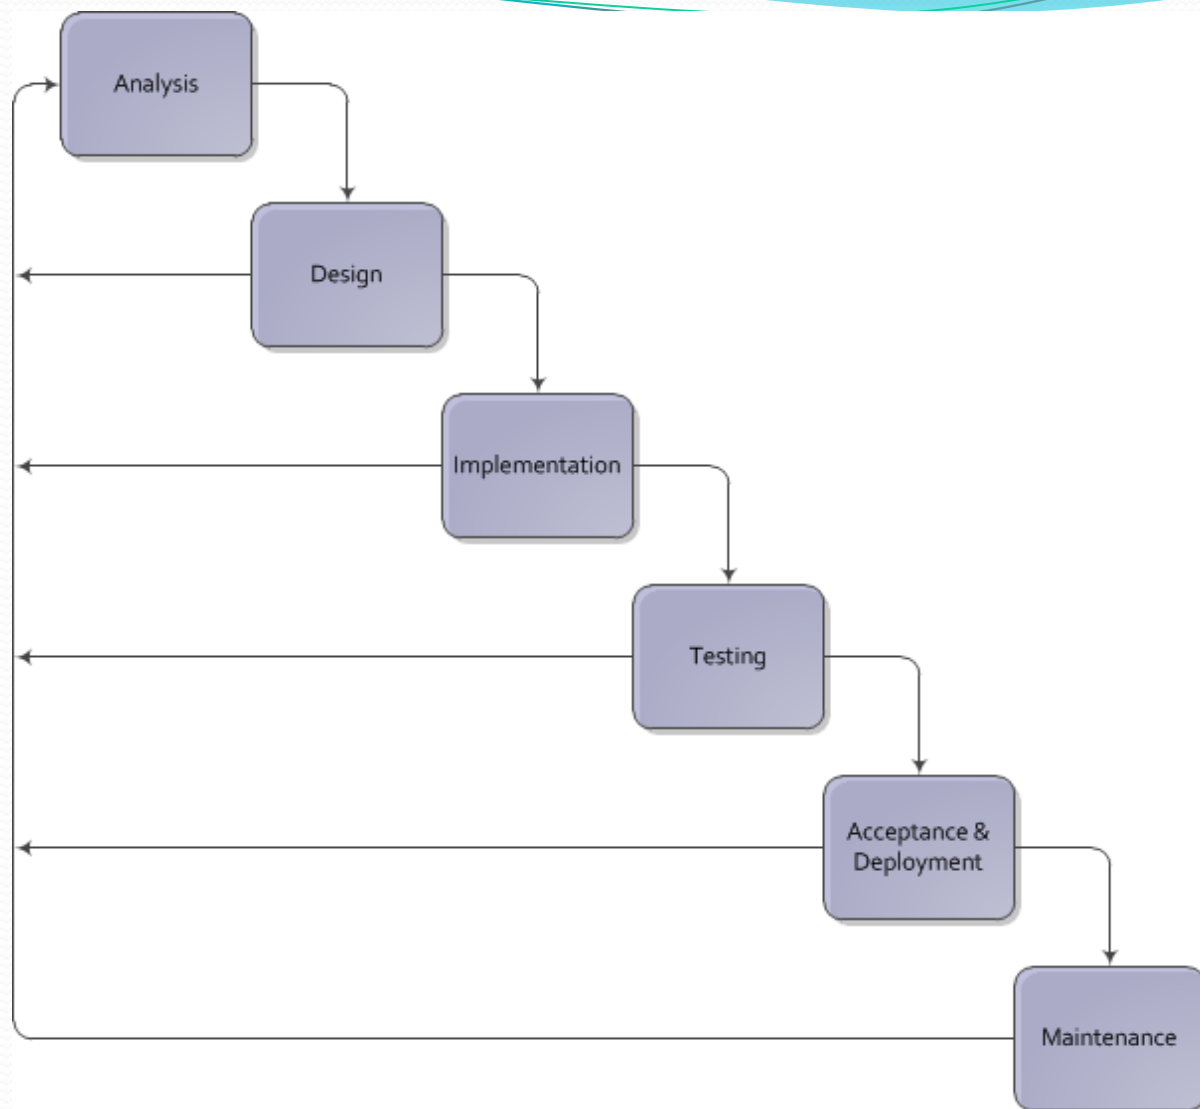 Analysis
Design
Implementation
Testing
Acceptance &
Deployment
Maintenance